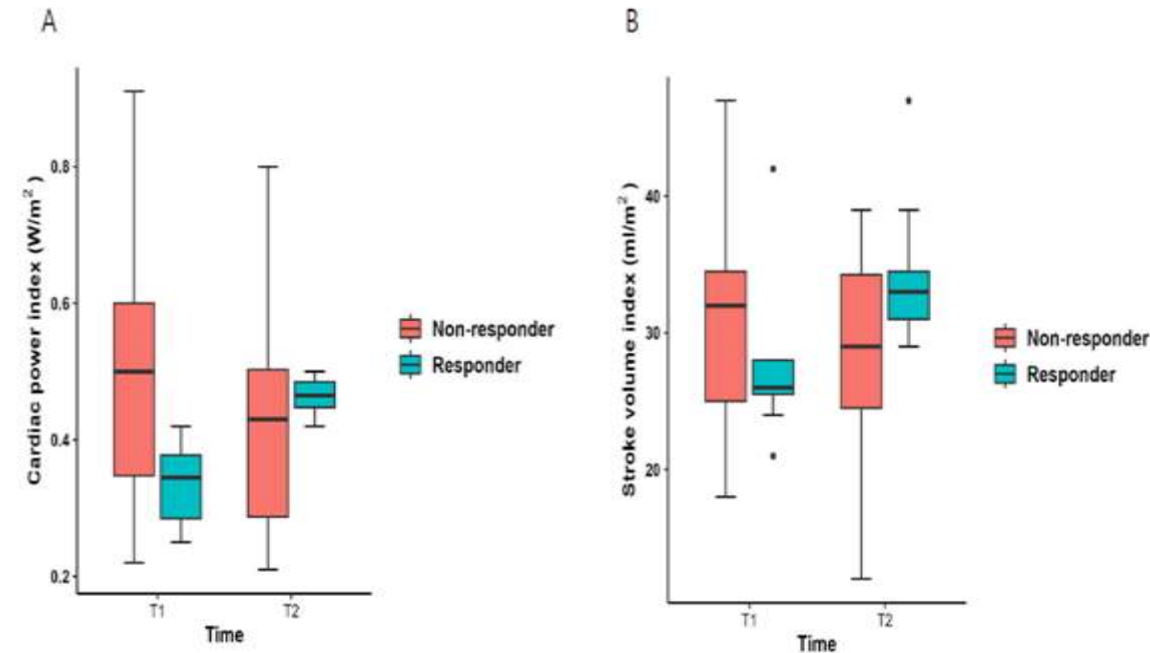 A
Cardiac power index (W/m²)
0.8
0.6
0.4
0.2
T1
T2
Time
Non-responder
Responder
B
Stroke volume index (ml/m²)
40
30
20
T1
T2
Time
Non-responder
Responder